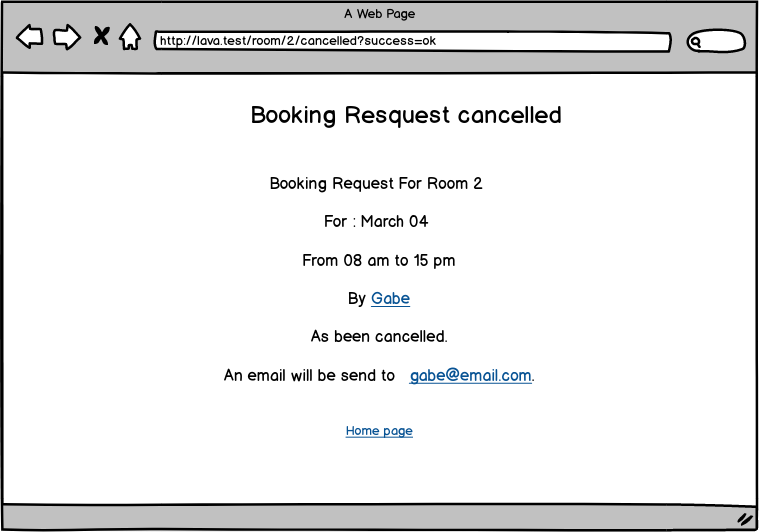 A Web Page
http://lava.test/room/2/cancelled?success=ok
Booking Resquest cancelled
Booking Request For Room 2
For : March 04
From 08 am to 15 pm
By Gabe
As been cancelled.
An email will be send to gabe@email.com.
Home page